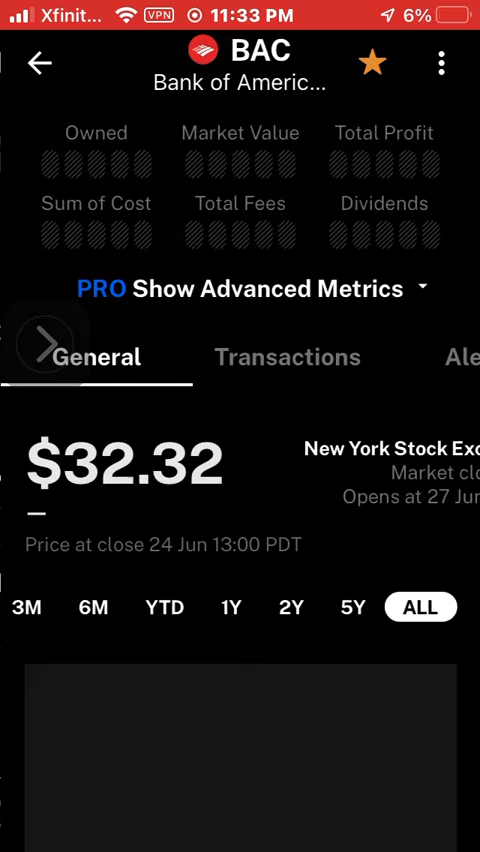 Xfinit... VPN 11:33 PM 6%
BAC
Bank of Americ...
Owned Market Value Total Profit
Sum of Cost Total Fees Dividends
PRO Show Advanced Metrics
General Transactions Ale
$32.32
New York Stock Exc
Market clo
Opens at 27 Jun
—
Price at close 24 Jun 13:00 PDT
3M 6M YTD 1Y 2Y 5Y ALL